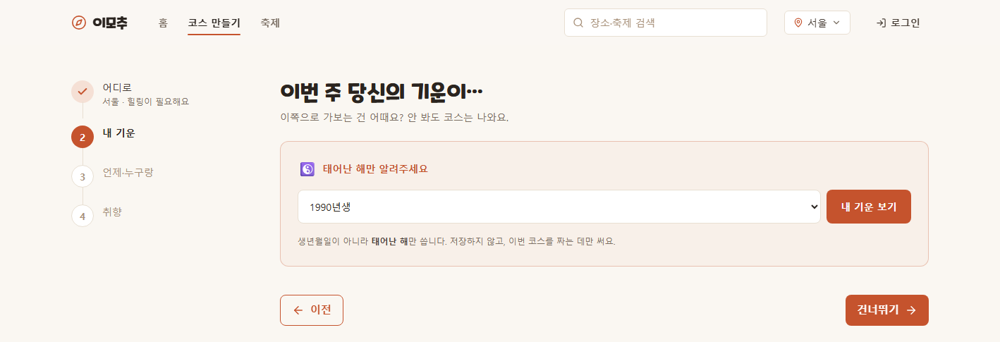 이모추
홈
코스 만들기
축제
장소·축제 검색
서울
로그인
어디로
서울 · 힐링이 필요해요
2
내 기운
3
언제·누구랑
4
취향
이번 주 당신의 기운이…
이쪽으로 가보는 건 어때요? 안 봐도 코스는 나와요.
태어난 해만 알려주세요
1990년생
내 기운 보기
생년월일이 아니라 태어난 해만 씁니다. 저장하지 않고, 이번 코스를 짜는 데만 써요.
이전
건너뛰기